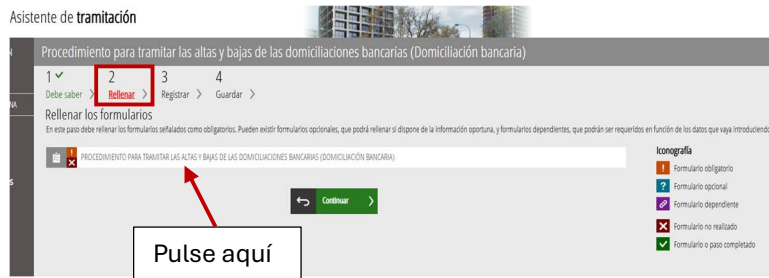 Asistente de tramitación
Procedimiento para tramitar las altas y bajas de las domiciliaciones bancarias (Domiciliación bancaria)
1 2 3 4
Debe saber > Rellenar > Registrar > Guardar >
NA
Rellenar los formularios
En este paso debe rellenar los formularios señalados como obligatorios. Pueden existir formularios opcionales, que podrá rellenar si dispone de la información oportuna, y formularios dependientes, que podrán ser requeridos en función de los datos que vaya introduciendo
PROCEDIMIENTO PARA TRAMITAR LAS ALTAS Y BAJAS DE LAS DOMICILIACIONES BANCARIAS (DOMICILIACIÓN BANCARIA)
Iconografía
! Formulario obligatorio
? Formulario opcional
Formulario dependiente
Formulario no realizado
Formulario o paso completado
Continuar >
Pulse aquí